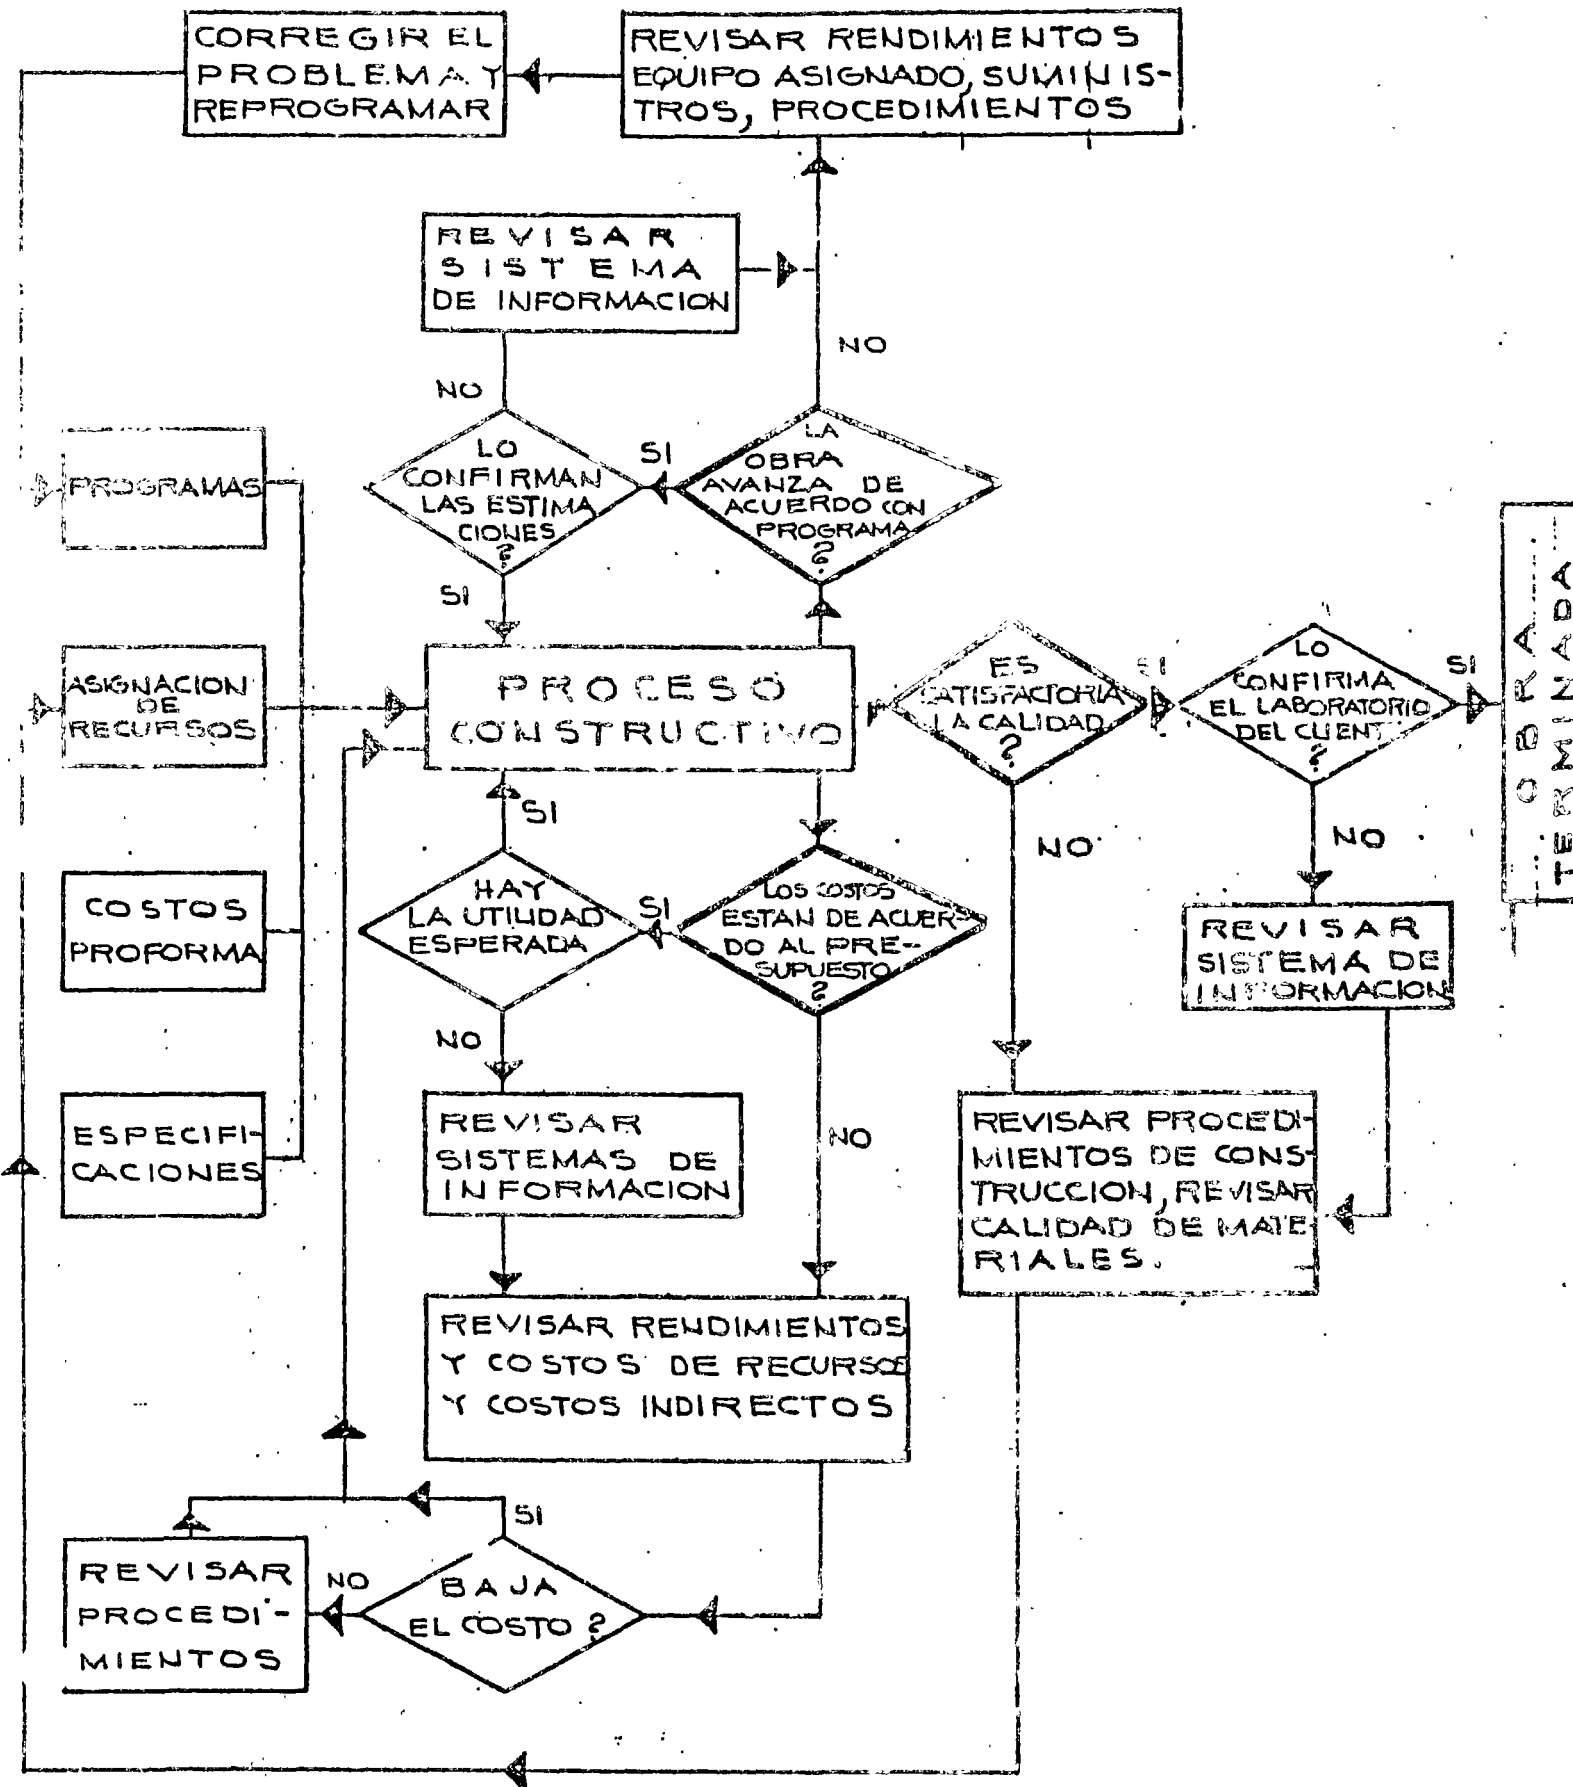 CORREGIR EL
PROBLEMA Y
REPROGRAMAR
REVISAR RENDIMIENTOS
EQUIPO ASIGNADO, SUMINIS-
TROS, PROCEDIMIENTOS
REVISAR
SISTEMA
DE INFORMACION
NO
NO
LO
CONFIRMAN
LAS ESTIMA
CIONES
?
SI
LA
OBRA
AVANZA DE
ACUERDO CON
PROGRAMA
?
SI
PROGRAMAS
ASIGNACION
DE
RECURSOS
COSTOS
PROFORMA
ESPECIFI-
CACIONES
PROCESO
CONSTRUCTIVO
ES
SATISFACTORIA
LA CALIDAD
?
SI
LO
CONFIRMA
EL LABORATORIO
DEL CLIENT
?
SI
OBRA
TERMINADA
SI
NO
NO
HAY
LA UTILIDAD
ESPERADA
SI
LOS COSTOS
ESTAN DE ACUER-
DO AL PRE-
SUPUESTO
?
REVISAR
SISTEMA DE
INFORMACION
NO
NO
REVISAR
SISTEMAS DE
INFORMACION
REVISAR PROCEDI-
MIENTOS DE CONS-
TRUCCION, REVISAR
CALIDAD DE MATE-
RIALES.
REVISAR RENDIMIENTOS
Y COSTOS DE RECURSOS
Y COSTOS INDIRECTOS
SI
REVISAR
PROCEDI-
MIENTOS
NO
BAJA
EL COSTO ?